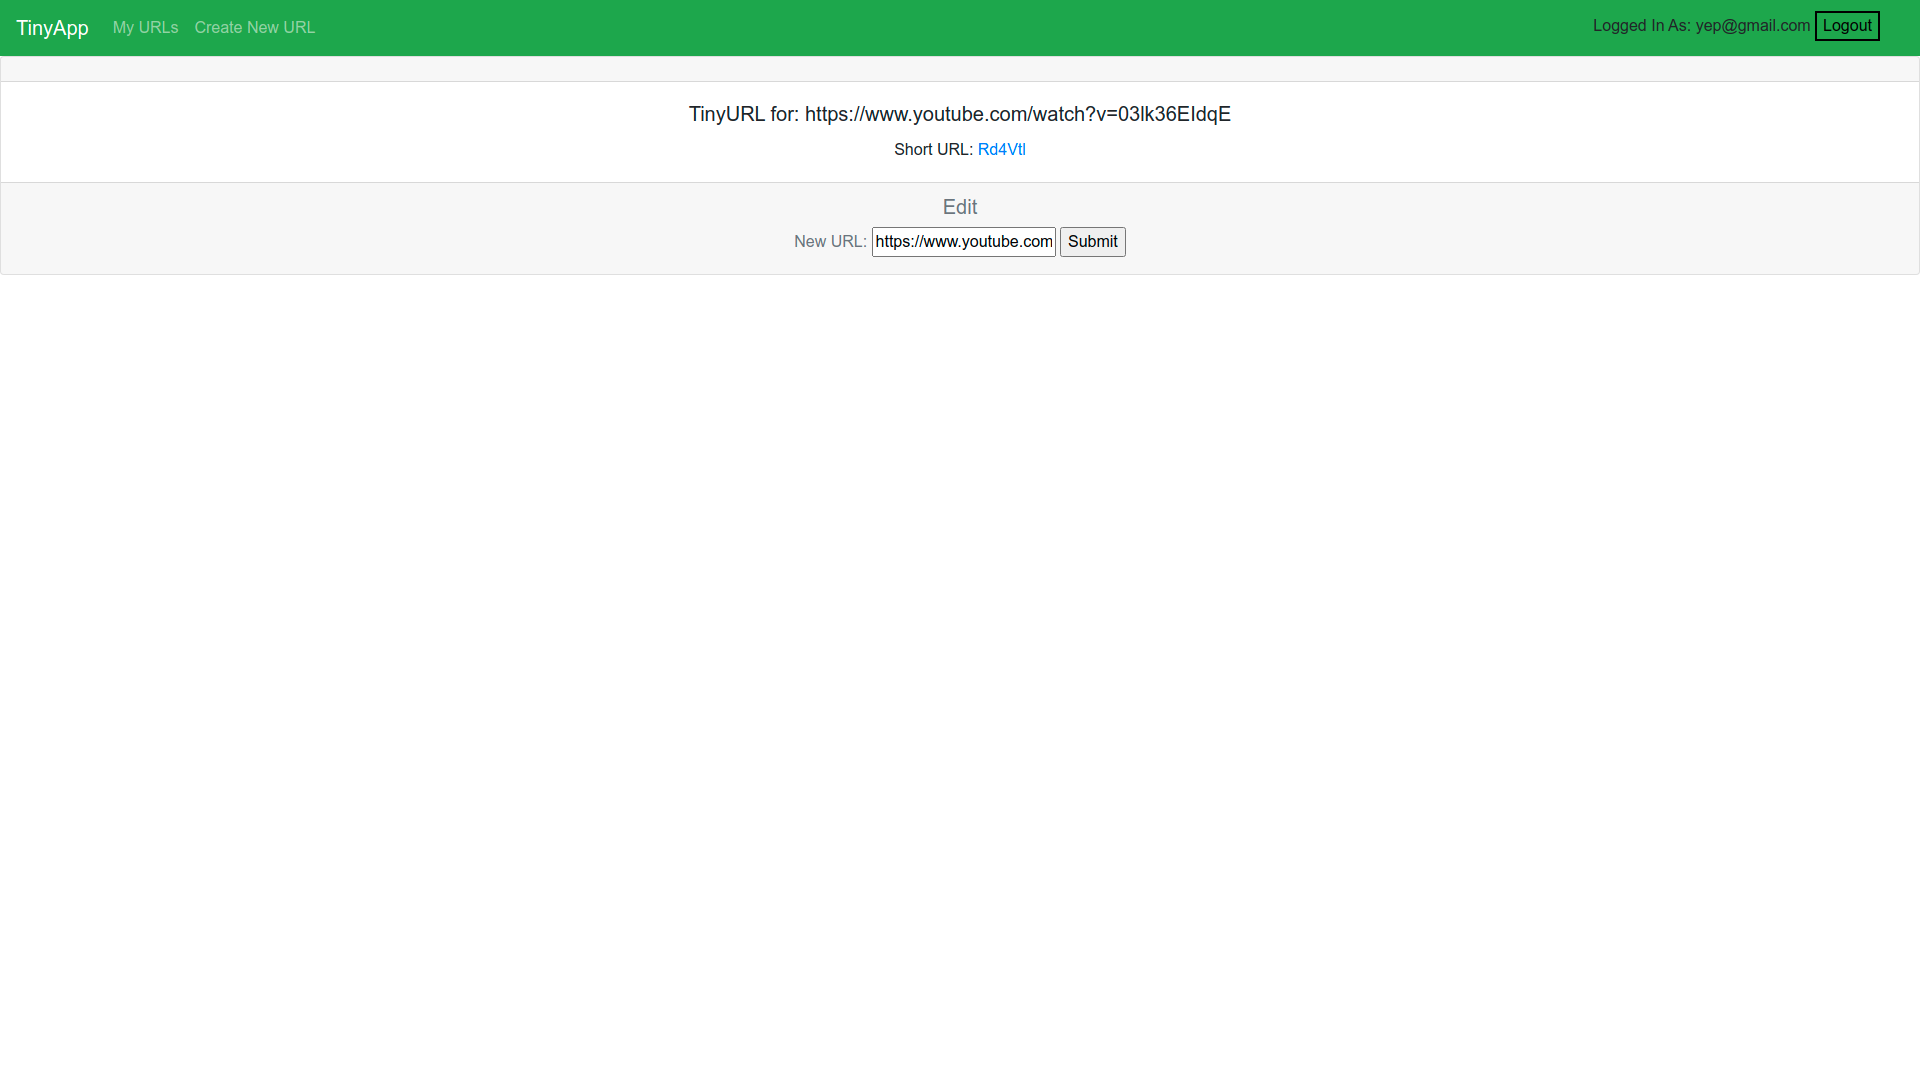 TinyApp My URLs Create New URL Logged In As: yep@gmail.com Logout
TinyURL for: https://www.youtube.com/watch?v=03lk36EIdqE
Short URL: Rd4Vtl
Edit
New URL: https://www.youtube.com Submit